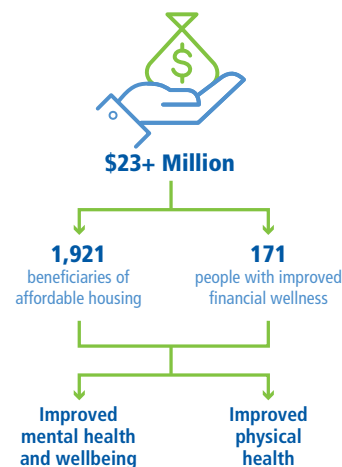 $
$23+ Million
1,921
beneficiaries of
affordable housing
171
people with improved
financial wellness
Improved
mental health
and wellbeing
Improved
physical
health